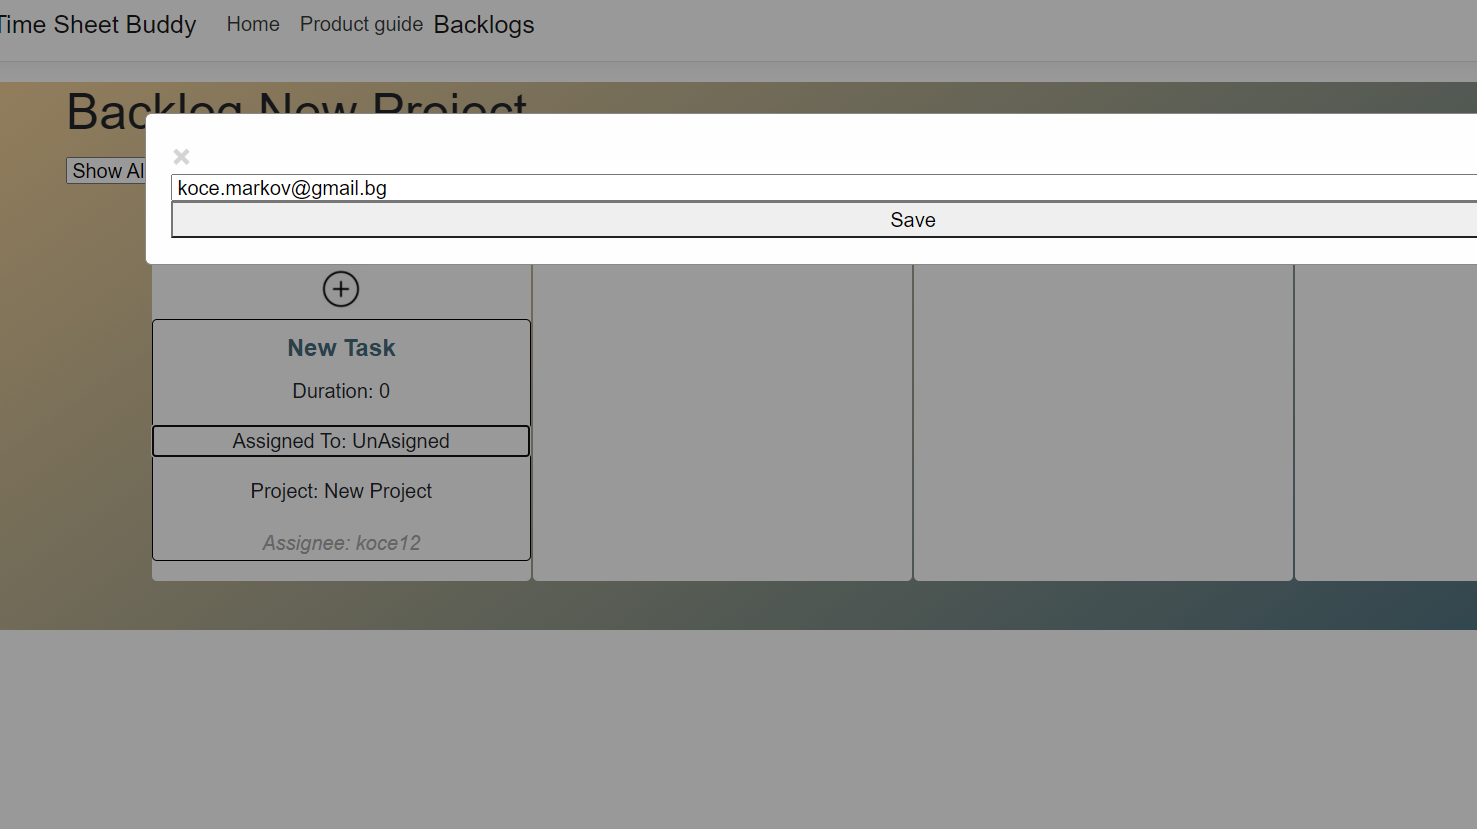 Time Sheet Buddy Home Product guide Backlogs
Backlog New Project
Show Al
koce.markov@gmail.bg
Save
New Task
Duration: 0
Assigned To: UnAsigned
Project: New Project
Assignee: koce12